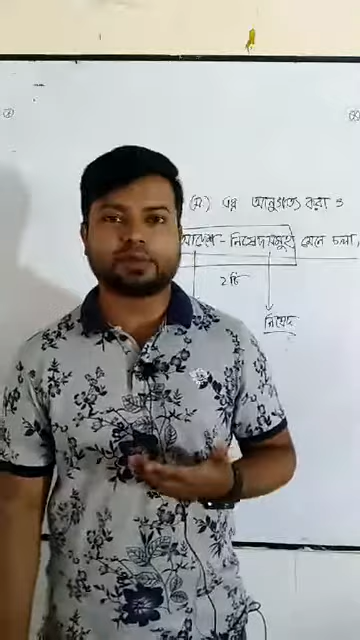 (স.) এর আনুগত্য করা ও
আদেশ - নিষেধসমূহ মেনে চলা,
২টি
নিষেধ